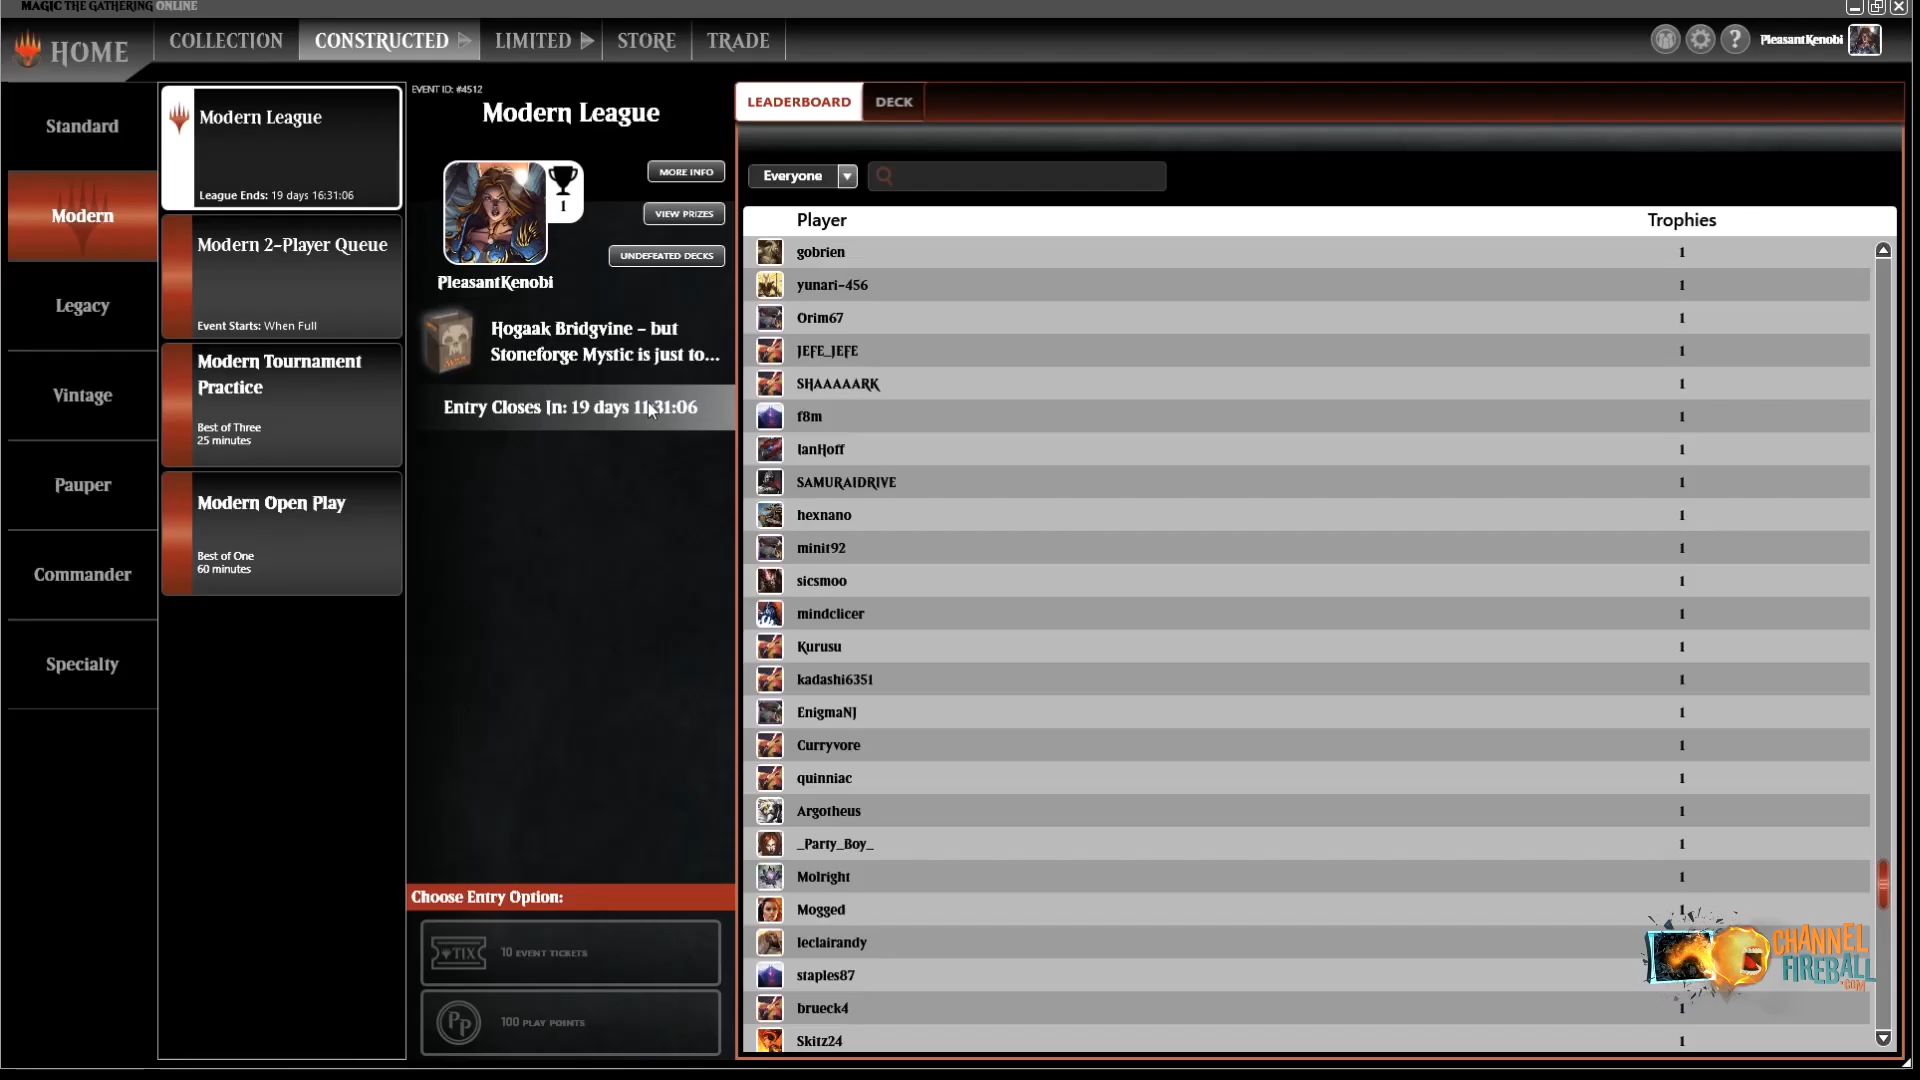 MAGIC THE GATHERING ONLINE
HOME
COLLECTION
CONSTRUCTED
LIMITED
STORE
TRADE
?
PleasantKenobi
Standard
Modern
Legacy
Vintage
Pauper
Commander
Specialty
Modern League
League Ends: 19 days 16:31:06
Modern 2-Player Queue
Event Starts: When Full
Modern Tournament
Practice
Best of Three
25 minutes
Modern Open Play
Best of One
60 minutes
EVENT ID: #4512
Modern League
1
MORE INFO
VIEW PRIZES
UNDEFEATED DECKS
PleasantKenobi
Hogaak Bridgvine - but
Stoneforge Mystic is just to...
Entry Closes In: 19 days 11:31:06
Choose Entry Option:
TIX 10 EVENT TICKETS
PP 100 PLAY POINTS
LEADERBOARD
DECK
Everyone
Player Trophies
gobrien 1
yunari-456 1
Orim67 1
JEFE_JEFE 1
SHAAAAARK 1
f8m 1
IanHoff 1
SAMURAIDRIVE 1
hexnano 1
minit92 1
sicsmoo 1
mindclicer 1
Kurusu 1
kadashi6351 1
EnigmaNJ 1
Curryvore 1
quinniac 1
Argotheus 1
_Party_Boy_ 1
Molright 1
Mogged 1
leclairandy
staples87
brueck4 1
Skitz24 1
CHANNEL
FIREBALL
.COM